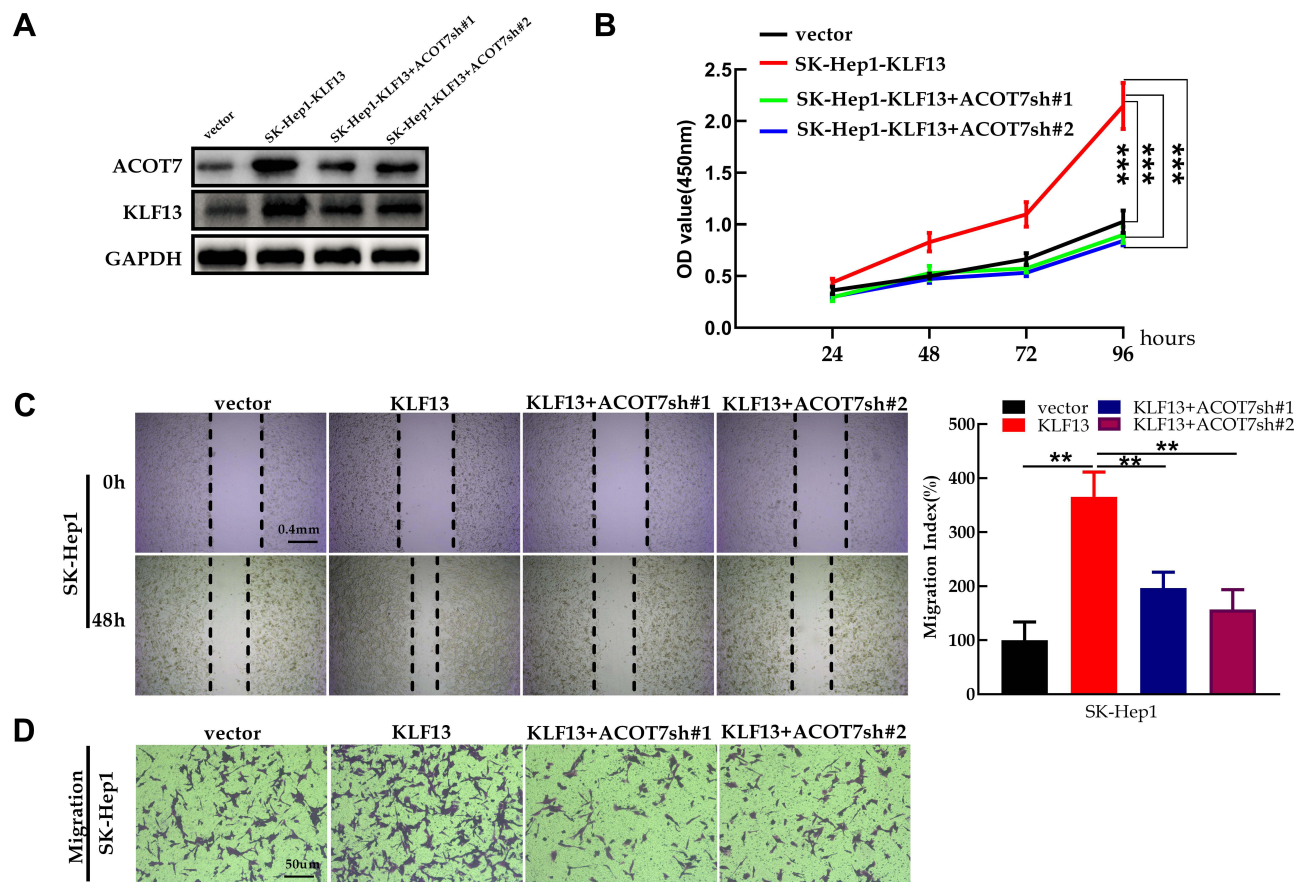 A
vector
SK-Hep1-KLF13
SK-Hep1-KLF13+ACOT7sh#1
SK-Hep1-KLF13+ACOT7sh#2
ACOT7
KLF13
GAPDH
B
vector
SK-Hep1-KLF13
SK-Hep1-KLF13+ACOT7sh#1
SK-Hep1-KLF13+ACOT7sh#2
OD value(450nm)
2.5
2.0
1.5
1.0
0.5
0.0
24
48
72
96
hours
***
***
***
C
vector
KLF13
KLF13+ACOT7sh#1
KLF13+ACOT7sh#2
SK-Hep1
0h
0.4mm
48h
vector
KLF13
KLF13+ACOT7sh#1
KLF13+ACOT7sh#2
Migration Index(%)
500
400
300
200
100
0
**
**
**
SK-Hep1
D
vector
KLF13
KLF13+ACOT7sh#1
KLF13+ACOT7sh#2
Migration
SK-Hep1
50um